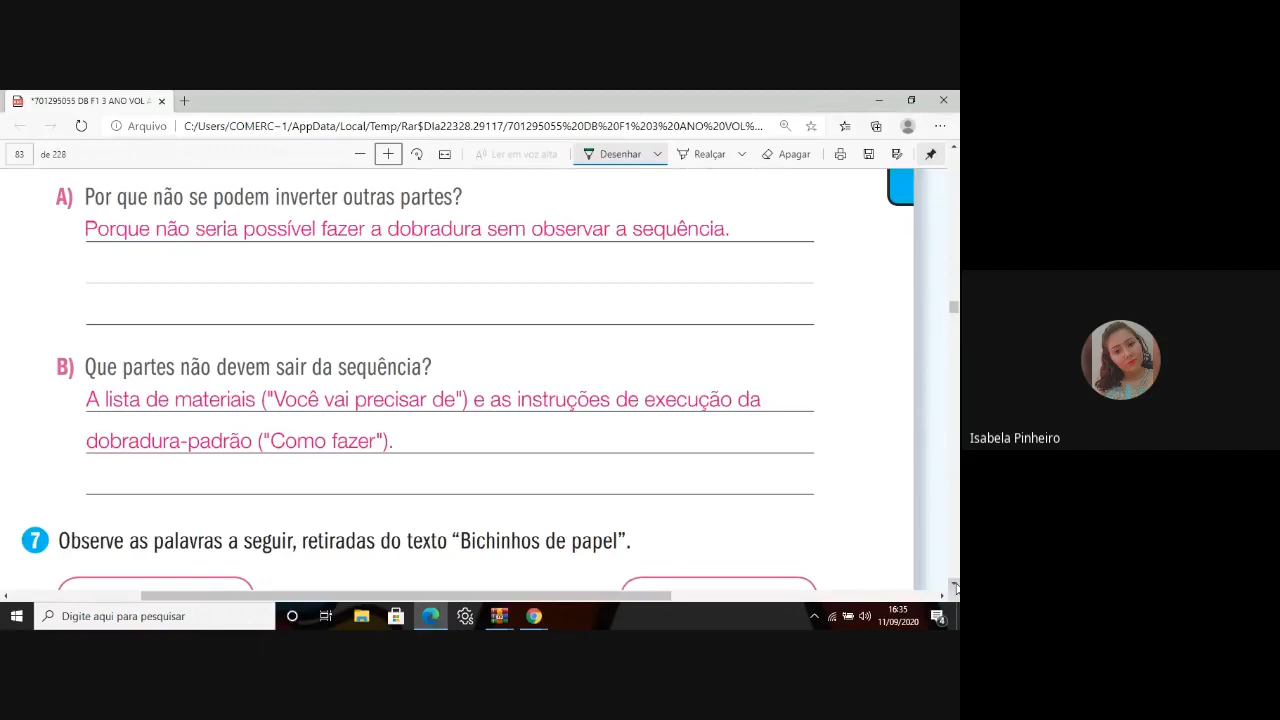 *701295055 DB F1 3 ANO VOL
Arquivo C:/Users/COMERC~1/AppData/Local/Temp/Rar$DIa22328.29117/701295055%20DB%20F1%203%20ANO%20VOL%...
83 de 228 Ler em voz alta Desenhar Realçar Apagar
A) Por que não se podem inverter outras partes?
Porque não seria possível fazer a dobradura sem observar a sequência.
B) Que partes não devem sair da sequência?
A lista de materiais ("Você vai precisar de") e as instruções de execução da
dobradura-padrão ("Como fazer").
7 Observe as palavras a seguir, retiradas do texto “Bichinhos de papel”.
Isabela Pinheiro
Digite aqui para pesquisar
16:35
11/09/2020
4